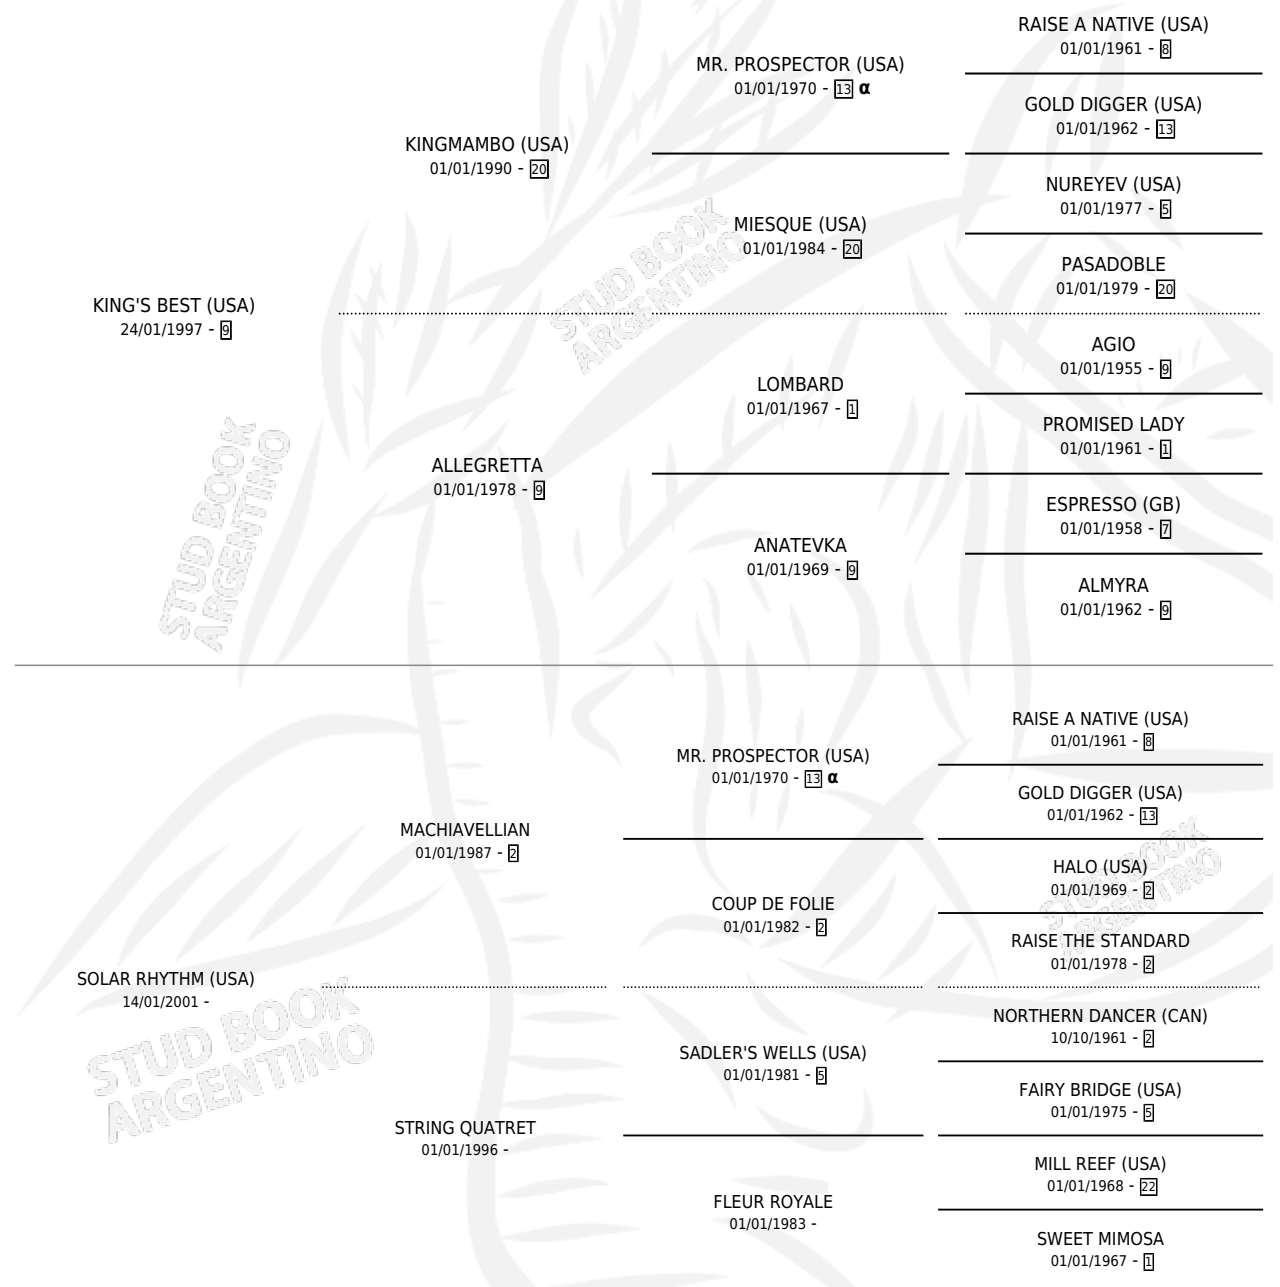 RAISE A NATIVE (USA)
01/01/1961 - 8
MR. PROSPECTOR (USA)
01/01/1970 - 13 α
GOLD DIGGER (USA)
01/01/1962 - 13
KINGMAMBO (USA)
01/01/1990 - 20
NUREYEV (USA)
01/01/1977 - 5
MIESQUE (USA)
01/01/1984 - 20
PASADOBLE
01/01/1979 - 20
KING'S BEST (USA)
24/01/1997 - 9
AGIO
01/01/1955 - 9
LOMBARD
01/01/1967 - 1
PROMISED LADY
01/01/1961 - 1
ALLEGRETTA
01/01/1978 - 9
ESPRESSO (GB)
01/01/1958 - 7
ANATEVKA
01/01/1969 - 9
ALMYRA
01/01/1962 - 9
STUD BOOK
ARGENTINO
STUD BOOK
ARGENTINO
RAISE A NATIVE (USA)
01/01/1961 - 8
MR. PROSPECTOR (USA)
01/01/1970 - 13 α
GOLD DIGGER (USA)
01/01/1962 - 13
MACHIAVELLIAN
01/01/1987 - 2
HALO (USA)
01/01/1969 - 2
COUP DE FOLIE
01/01/1982 - 2
RAISE THE STANDARD
01/01/1978 - 2
SOLAR RHYTHM (USA)
14/01/2001 -
NORTHERN DANCER (CAN)
10/10/1961 - 2
SADLER'S WELLS (USA)
01/01/1981 - 5
FAIRY BRIDGE (USA)
01/01/1975 - 5
STRING QUATRET
01/01/1996 -
MILL REEF (USA)
01/01/1968 - 22
FLEUR ROYALE
01/01/1983 -
SWEET MIMOSA
01/01/1967 - 1
STUD BOOK
ARGENTINO
STUD BOOK
ARGENTINO